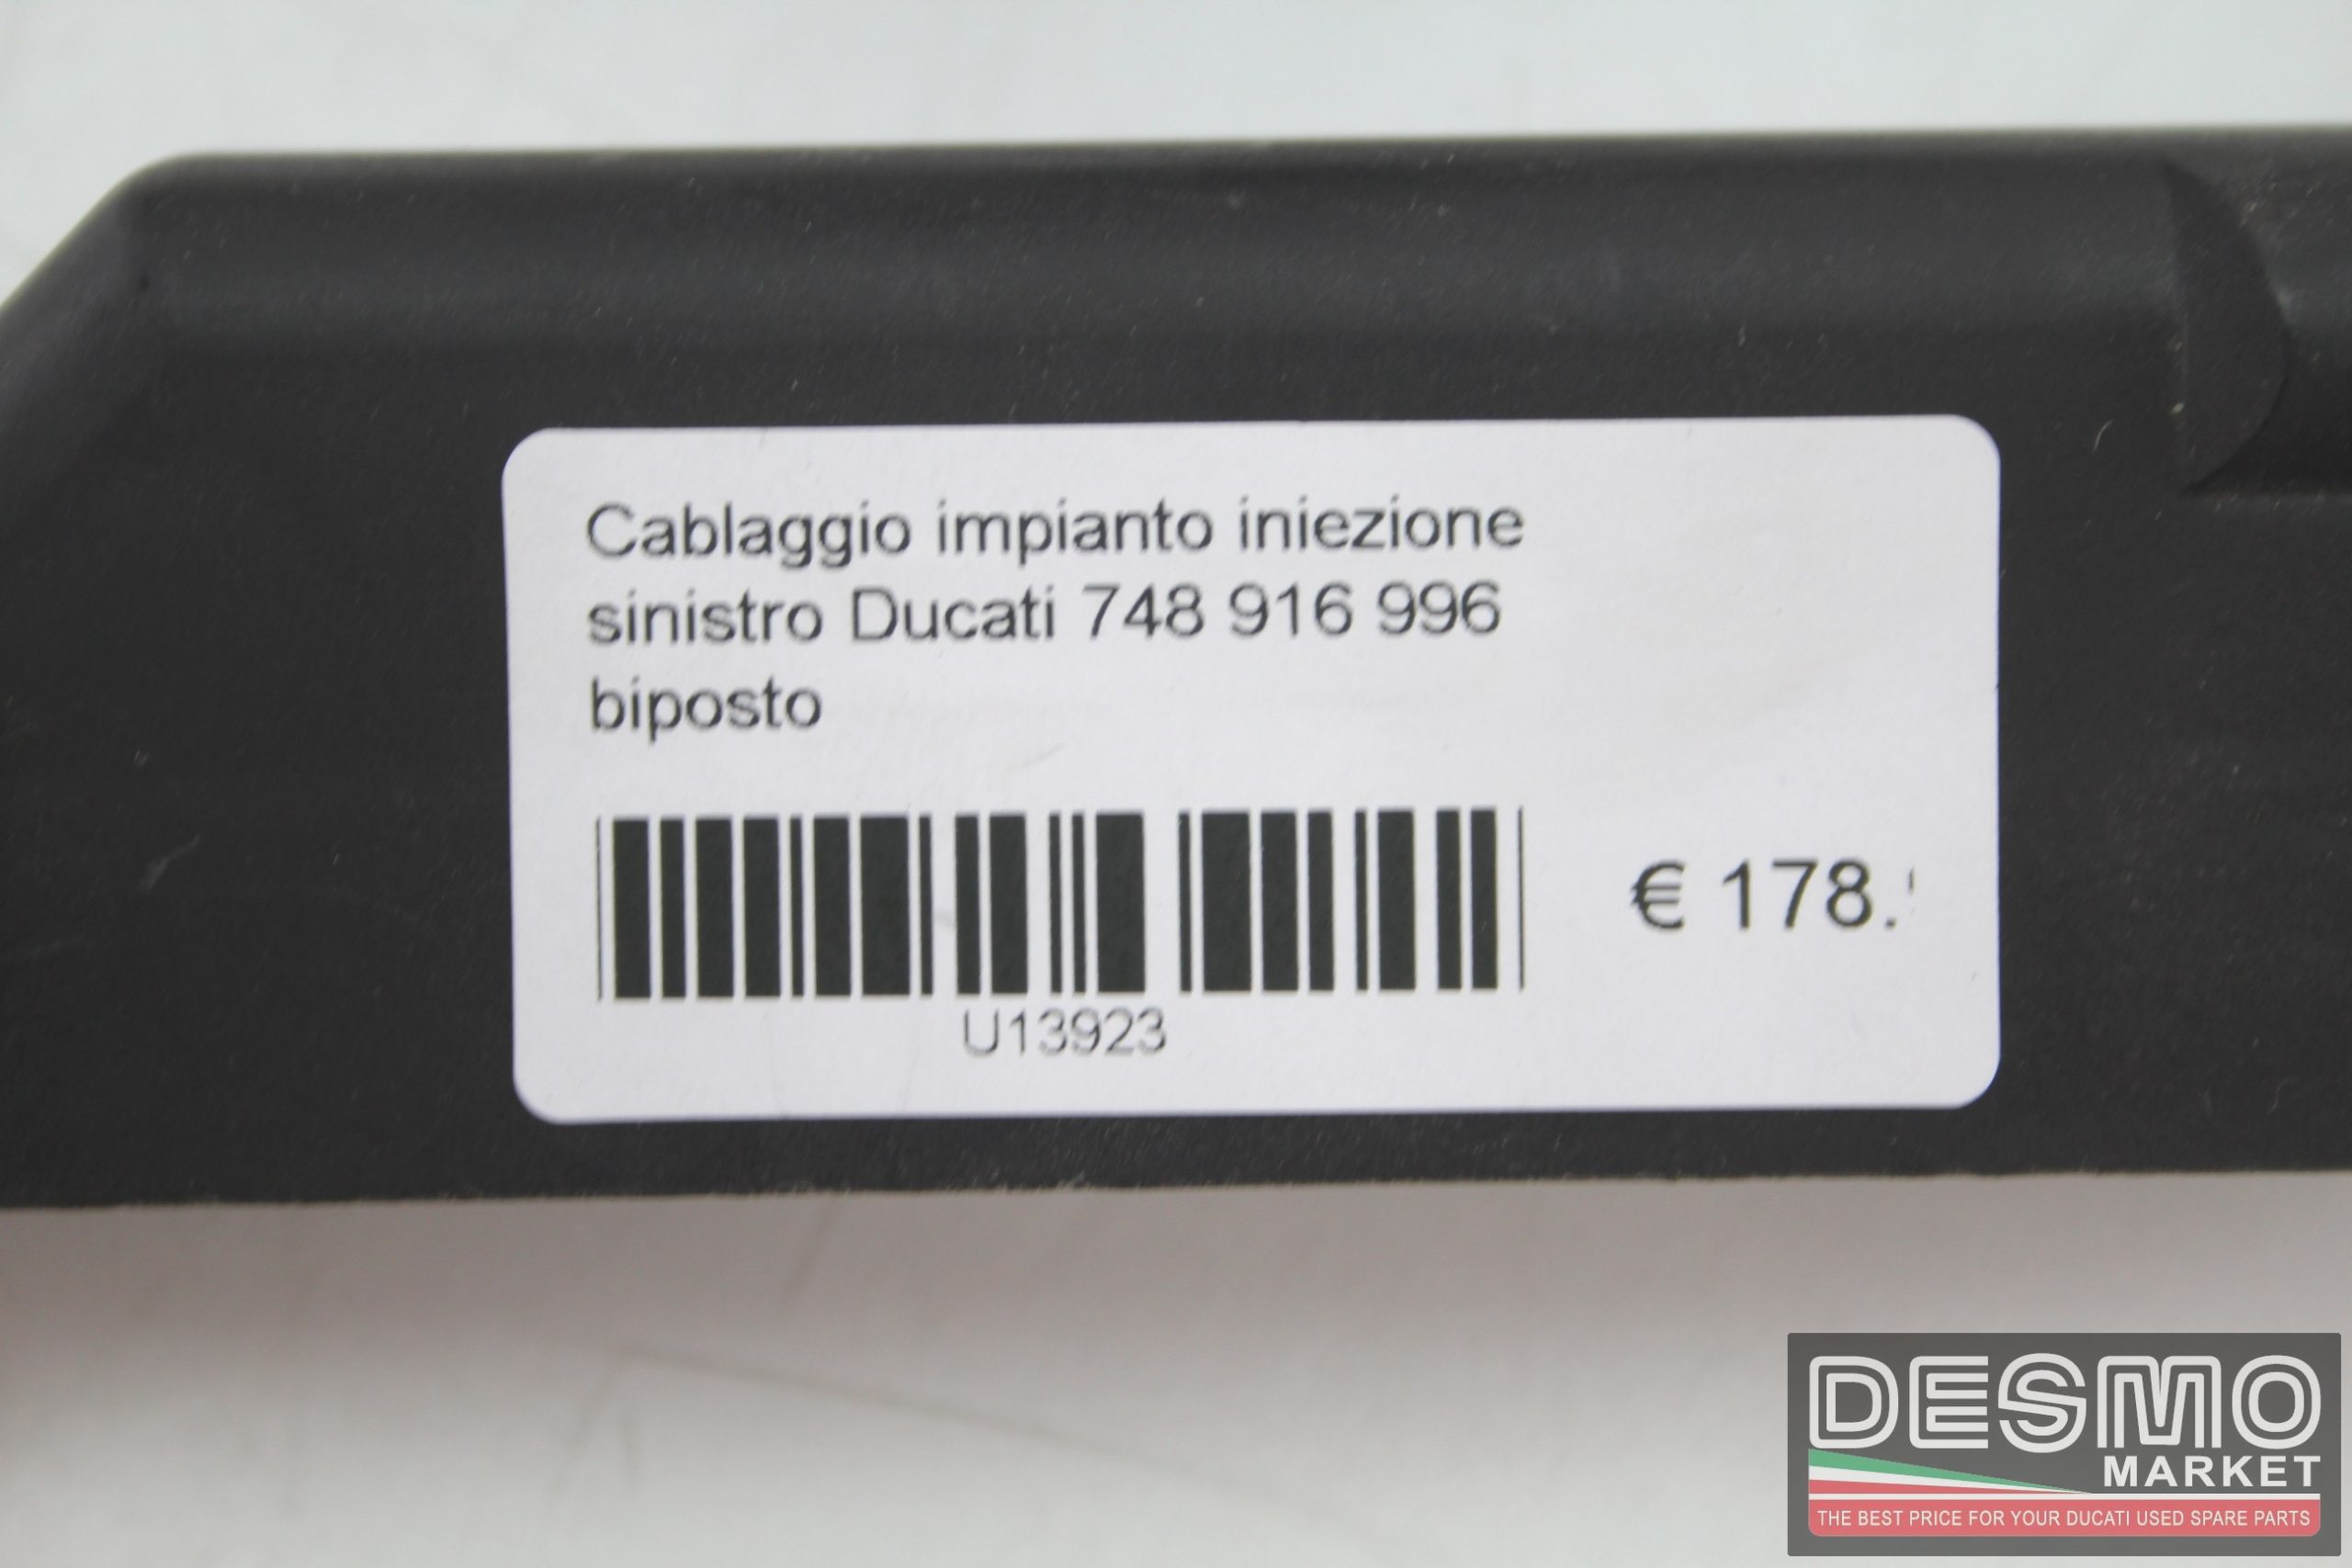 Cablaggio impianto iniezione
sinistro Ducati 748 916 996
biposto
€ 178.
U13923
DESMO
MARKET
THE BEST PRICE FOR YOUR DUCATI USED SPARE PARTS